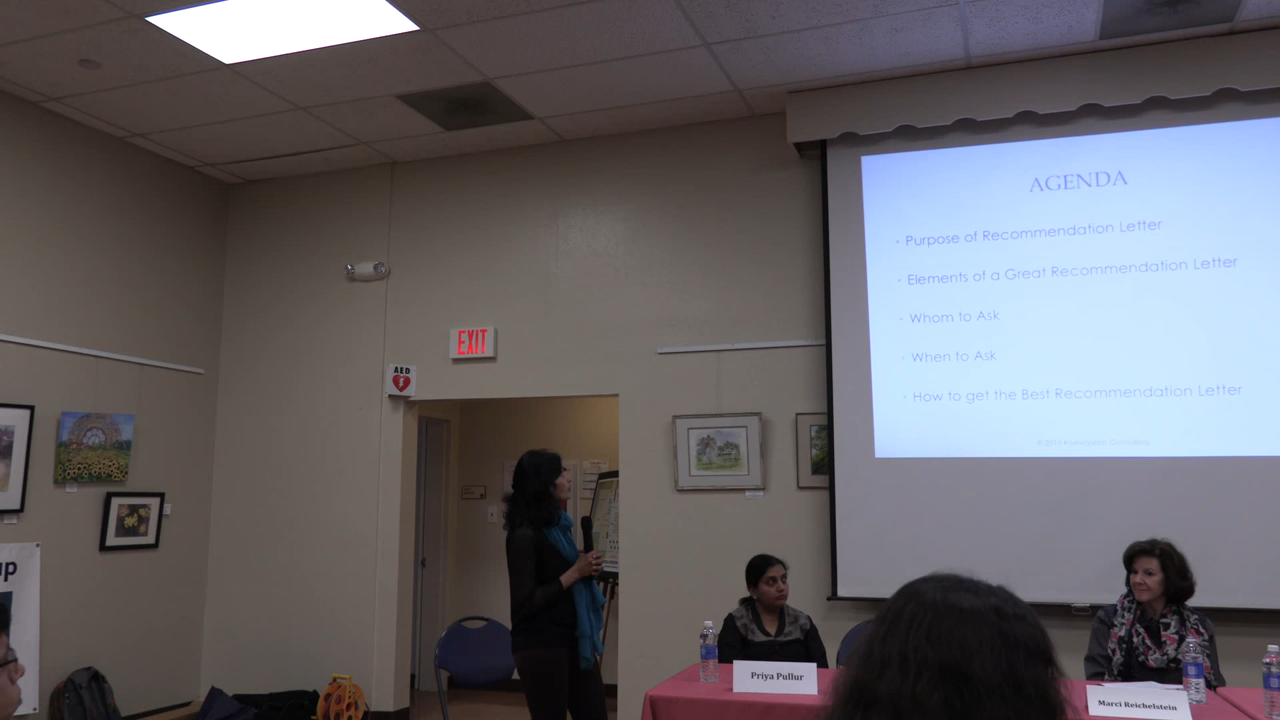 AGENDA
• Purpose of Recommendation Letter
• Elements of a Great Recommendation Letter
• Whom to Ask
• When to Ask
• How to get the Best Recommendation Letter
EXIT
AED
up
Priya Pullur
Marci Reichelstein